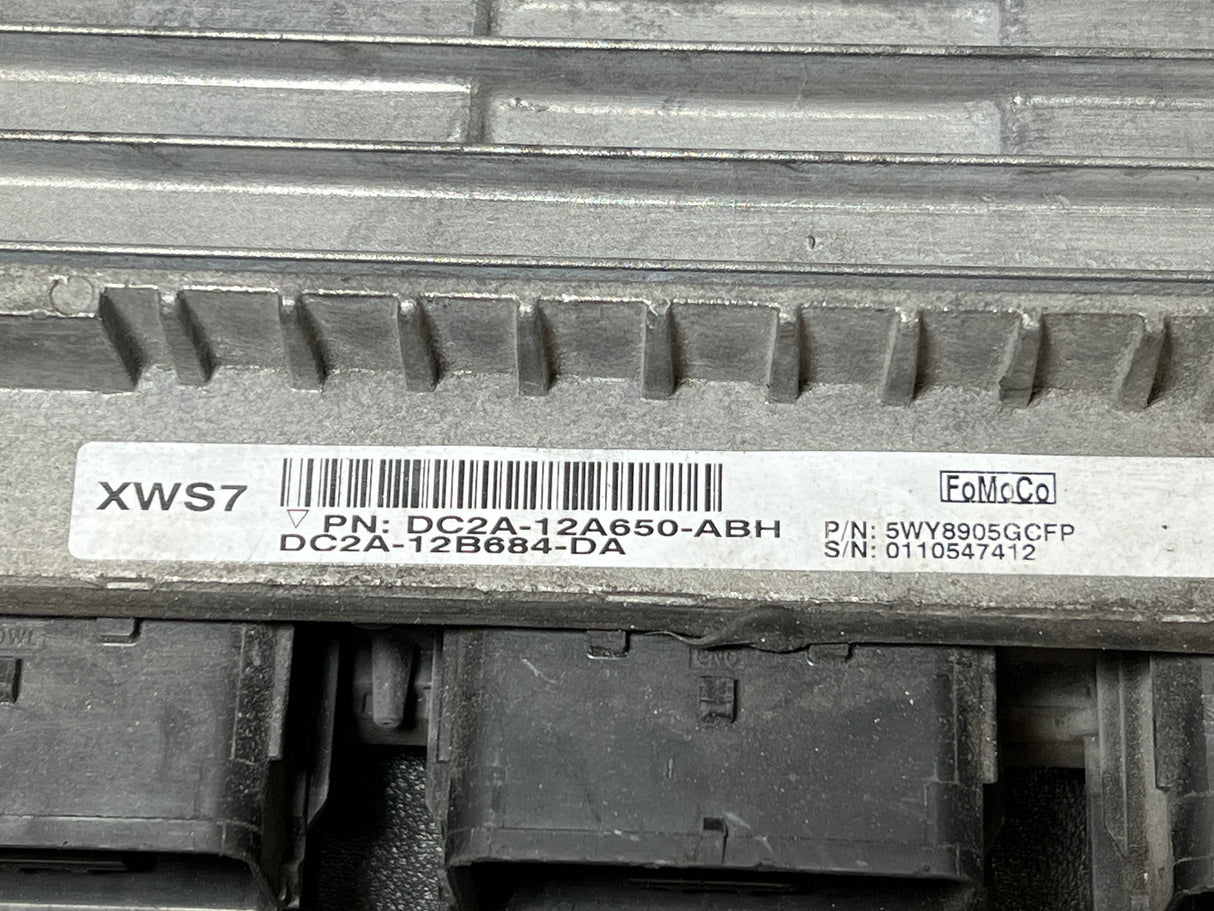 XWS7
FoMoCo
PN: DC2A-12A650-ABH
DC2A-12B684-DA
P/N: 5WY8905GCFP
S/N: 0110547412